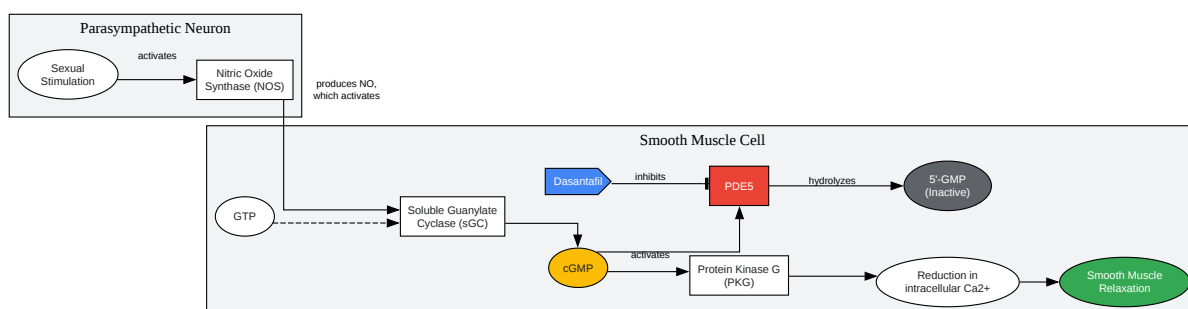 Parasympathetic Neuron
activates
Sexual
Stimulation
Nitric Oxide
Synthase (NOS)
produces NO,
which activates
Smooth Muscle Cell
Dasantafil
inhibits
PDE5
hydrolyzes
5'-GMP
(Inactive)
GTP
Soluble Guanylate
Cyclase (sGC)
cGMP
activates
Protein Kinase G
(PKG)
Reduction in
intracellular Ca2+
Smooth Muscle
Relaxation